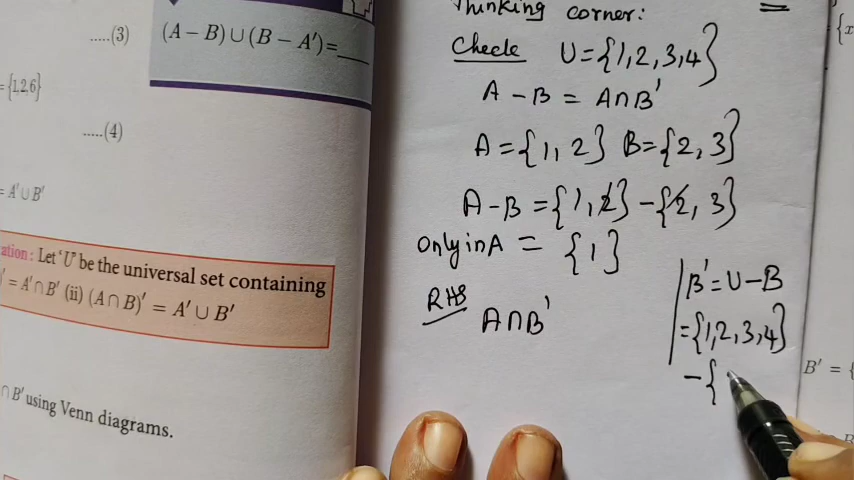 .....(3)
(A − B) ∪ (B − A′)= ___
= {1,2,6}
.....(4)
= A′ ∪ B′
ation: Let 'U' be the universal set containing
′ = A′ ∩ B′ (ii) (A ∩ B)′ = A′ ∪ B′
∩ B′ using Venn diagrams.
Thinking corner:
Check U = {1,2,3,4}
A − B = A∩B′
A = {1, 2} B = {2, 3}
A − B = {1, 2} − {2, 3}
only in A = {1}
RHS
A∩B′
B′ = U − B
= {1,2,3,4}
− {
{x
B′ = {